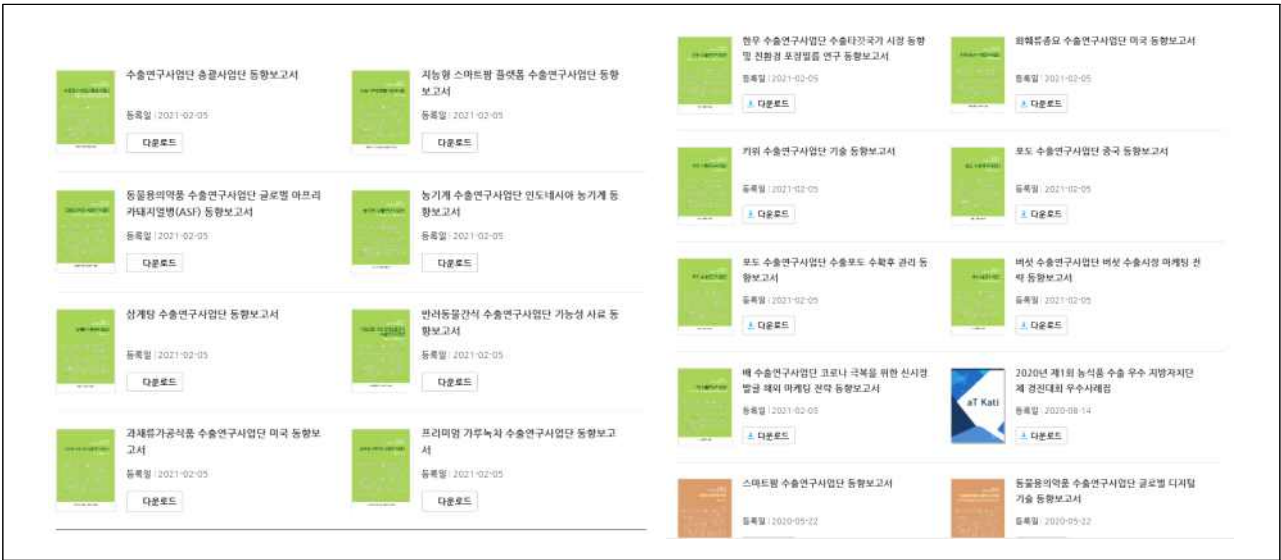 수출연구사업단 총괄사업단 동향보고서
등록일 2021-02-05
다운로드
지능형 스마트팜 플랫폼 수출연구사업단 동향
보고서
등록일 2021-02-05
다운로드
동물용의약품 수출연구사업단 글로벌 아프리
카돼지열병(ASF) 동향보고서
등록일 2021-02-05
다운로드
농기계 수출연구사업단 인도네시아 농기계 동
향보고서
등록일 2021-02-05
다운로드
삼계탕 수출연구사업단 동향보고서
등록일 2021-02-05
다운로드
반려동물간식 수출연구사업단 기능성 사료 동
향보고서
등록일 2021-02-05
다운로드
과채류가공식품 수출연구사업단 미국 동향보
고서
등록일 2021-02-05
다운로드
프리미엄 가루녹차 수출연구사업단 동향보고
서
등록일 2021-02-05
다운로드
한우 수출연구사업단 수출타깃국가 시장 동향
및 친환경 포장필름 연구 동향보고서
등록일 2021-02-05
다운로드
화훼류종묘 수출연구사업단 미국 동향보고서
등록일 2021-02-05
다운로드
키위 수출연구사업단 기술 동향보고서
등록일 2021-02-05
다운로드
포도 수출연구사업단 중국 동향보고서
등록일 2021-02-05
다운로드
포도 수출연구사업단 수출포도 수확후 관리 동
향보고서
등록일 2021-02-05
다운로드
버섯 수출연구사업단 버섯 수출시장 마케팅 전
략 동향보고서
등록일 2021-02-05
다운로드
배 수출연구사업단 코로나 극복을 위한 신시장
발굴 해외 마케팅 전략 동향보고서
등록일 2021-02-05
다운로드
aT Kati
2020년 제1회 농식품 수출 우수 지방자치단
체 경진대회 우수사례집
등록일 2020-08-14
다운로드
스마트팜 수출연구사업단 동향보고서
등록일 2020-05-22
동물용의약품 수출연구사업단 글로벌 디지털
기술 동향보고서
등록일 2020-05-22